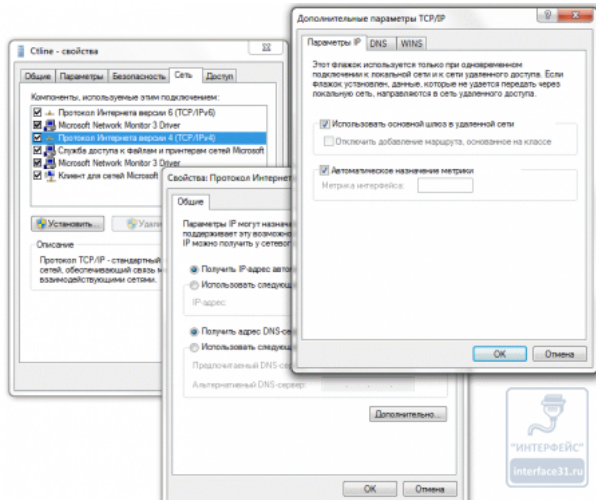 Ctline - свойства
Общие Параметры Безопасность Сеть Доступ
Компоненты, используемые этим подключением:
Протокол Интернета версии 6 (TCP/IPv6)
Microsoft Network Monitor 3 Driver
Протокол Интернета версии 4 (TCP/IPv4)
Служба доступа к файлам и принтерам сетей Microsoft
Microsoft Network Monitor 3 Driver
Клиент для сетей Microsoft
Установить... Удали
Описание
Протокол TCP/IP - стандартный
сетей, обеспечивающий связь м
взаимодействующими сетями.
Свойства: Протокол Интернета
Общие
Параметры IP могут назнача
поддерживает эту возможно
IP можно получить у сетевог
Получить IP-адрес автом
Использовать следующ
IP-адрес:
Получить адрес DNS-се
Использовать следующ
Предпочитаемый DNS-сер
Альтернативный DNS-сервер:
Дополнительно...
OK Отмена
Дополнительные параметры TCP/IP
Параметры IP DNS WINS
Этот флажок используется только при одновременном
подключении к локальной сети и к сети удаленного доступа. Если
флажок установлен, данные, которые не удается передать через
локальную сеть, направляются в сеть удаленного доступа.
Использовать основной шлюз в удаленной сети
Отключить добавление маршрута, основанное на классе
Автоматическое назначение метрики
Метрика интерфейса:
OK Отмена
"ИНТЕРФЕЙС"
interface31.ru